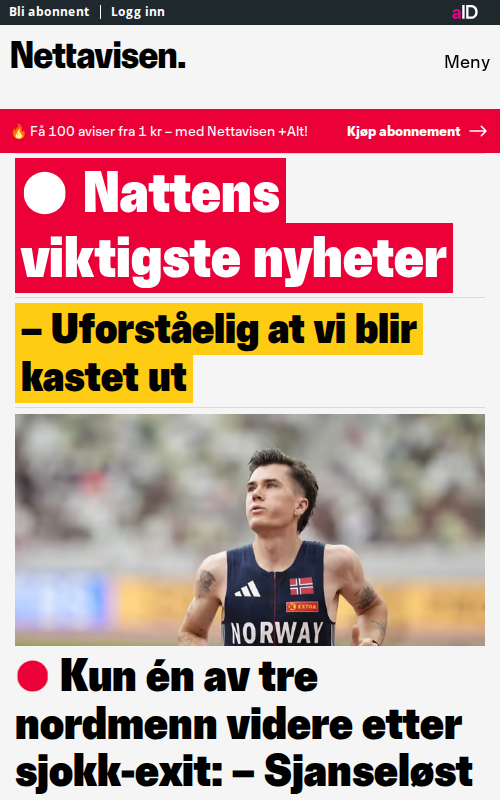 Bli abonnent | Logg inn
aID
Nettavisen.
Meny
🔥 Få 100 aviser fra 1 kr – med Nettavisen +Alt!
Kjøp abonnement →
Nattens
viktigste nyheter
– Uforståelig at vi blir
kastet ut
EXTRA
NORWAY
Kun én av tre
nordmenn videre etter
sjokk-exit: – Sjanseløst